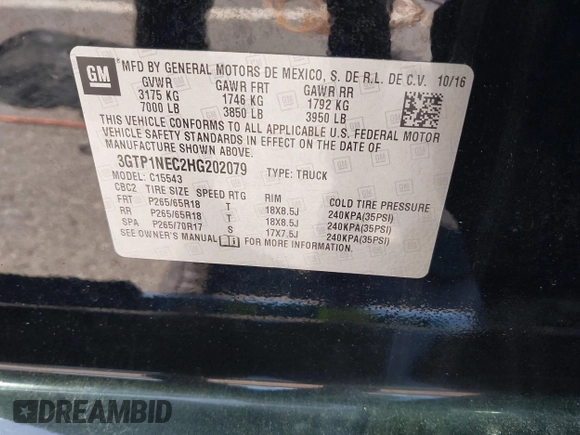 GM
MFD BY GENERAL MOTORS DE MEXICO, S. DE R.L. DE C.V. 10/16
GVWR GAWR FRT GAWR RR
3175 KG 1746 KG 1792 KG
7000 LB 3850 LB 3950 LB
THIS VEHICLE CONFORMS TO ALL APPLICABLE U.S. FEDERAL MOTOR
VEHICLE SAFETY STANDARDS IN EFFECT ON THE DATE OF
MANUFACTURE SHOWN ABOVE.
3GTP1NEC2HG202079
MODEL: C15543 TYPE: TRUCK
CBC2 TIRE SIZE SPEED RTG RIM COLD TIRE PRESSURE
FRT P265/65R18 T 18X8.5J 240KPA(35PSI)
RR P265/65R18 T 18X8.5J 240KPA(35PSI)
SPA P265/70R17 S 17X7.5J 240KPA(35PSI)
SEE OWNER'S MANUAL FOR MORE INFORMATION.
DREAMBID